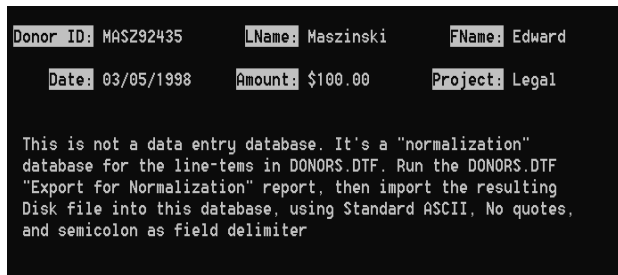 Donor ID: MASZ92435 LName: Maszinski FName: Edward
Date: 03/05/1998 Amount: $100.00 Project: Legal
This is not a data entry database. It's a "normalization"
database for the line-tems in DONORS.DTF. Run the DONORS.DTF
"Export for Normalization" report, then import the resulting
Disk file into this database, using Standard ASCII, No quotes,
and semicolon as field delimiter